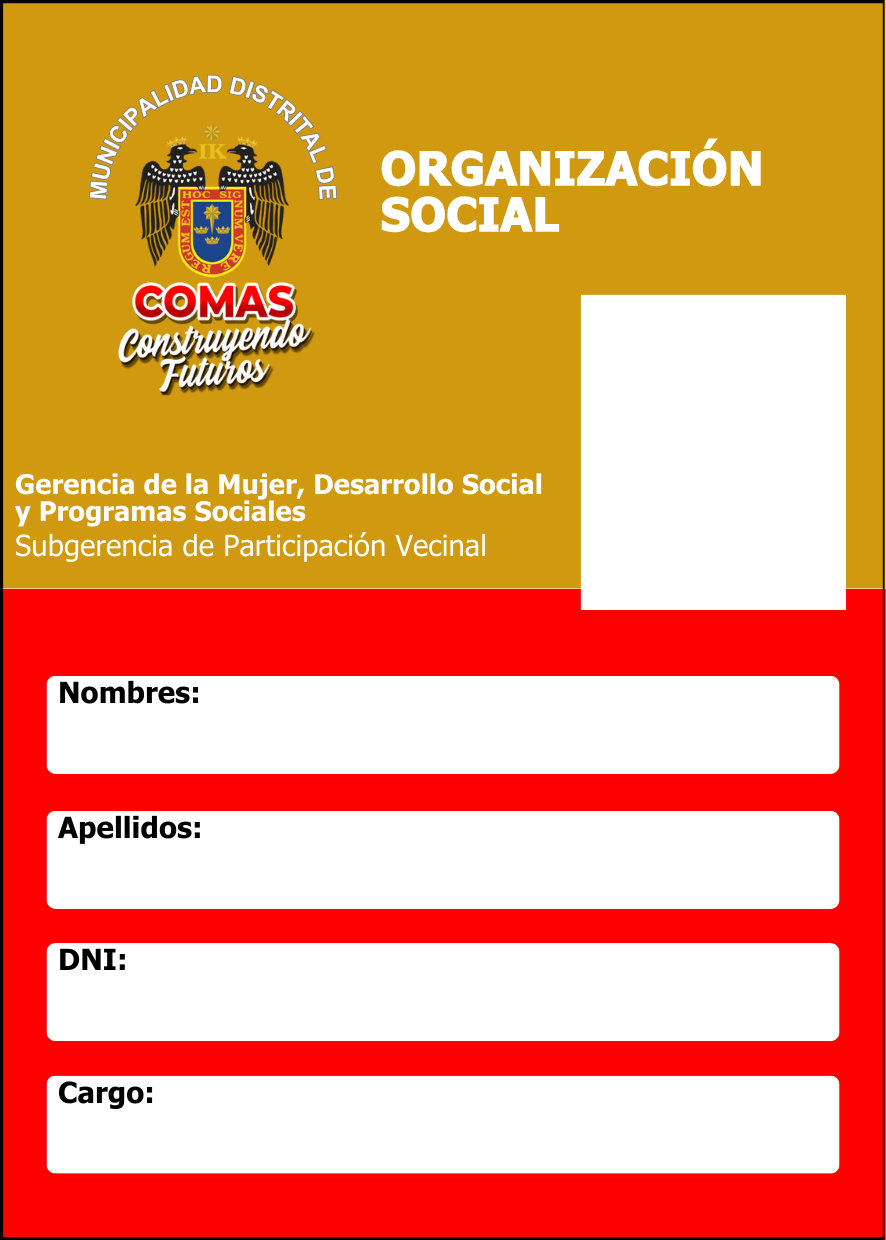 MUNICIPALIDAD DISTRITAL DE
IK
HOC SIGNUM VERE REGUM EST
COMAS
Construyendo
Futuros
ORGANIZACIÓN
SOCIAL
Gerencia de la Mujer, Desarrollo Social
y Programas Sociales
Subgerencia de Participación Vecinal
Nombres:
Apellidos:
DNI:
Cargo: